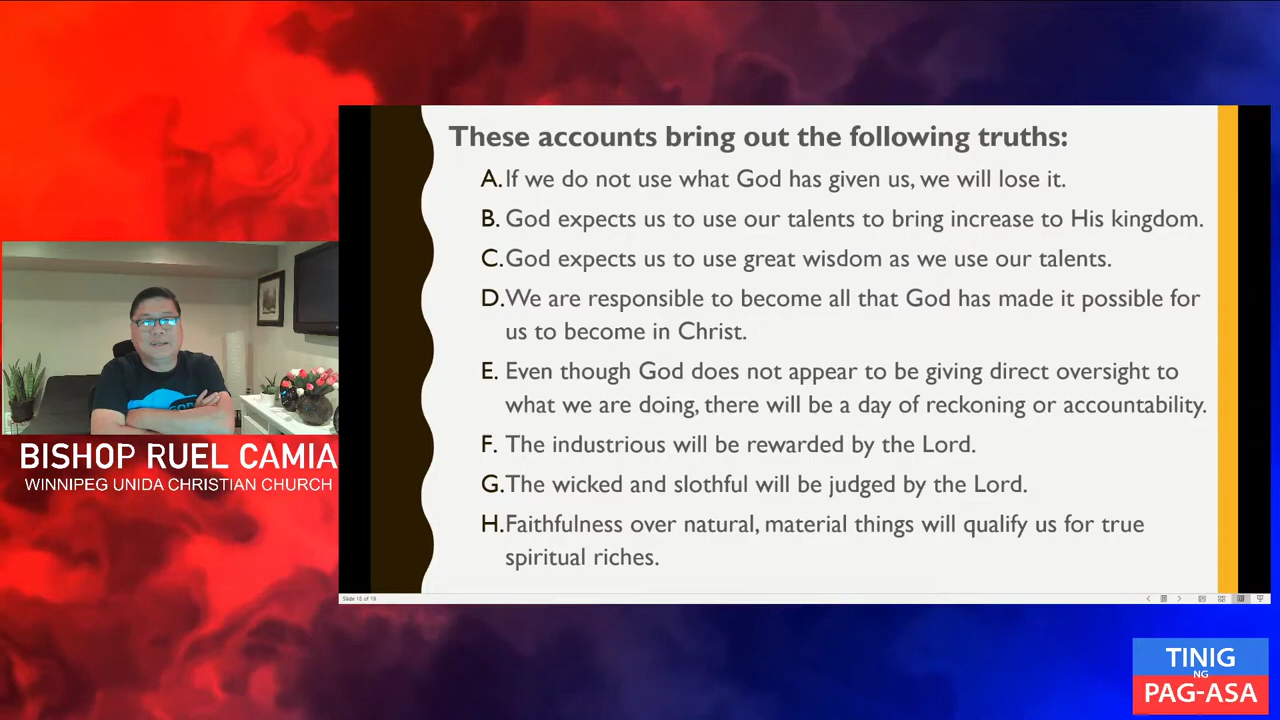 These accounts bring out the following truths:
A. If we do not use what God has given us, we will lose it.
B. God expects us to use our talents to bring increase to His kingdom.
C. God expects us to use great wisdom as we use our talents.
D. We are responsible to become all that God has made it possible for
us to become in Christ.
E. Even though God does not appear to be giving direct oversight to
what we are doing, there will be a day of reckoning or accountability.
F. The industrious will be rewarded by the Lord.
G. The wicked and slothful will be judged by the Lord.
H. Faithfulness over natural, material things will qualify us for true
spiritual riches.
BISHOP RUEL CAMIA
WINNIPEG UNIDA CHRISTIAN CHURCH
TINIG
NG
PAG-ASA